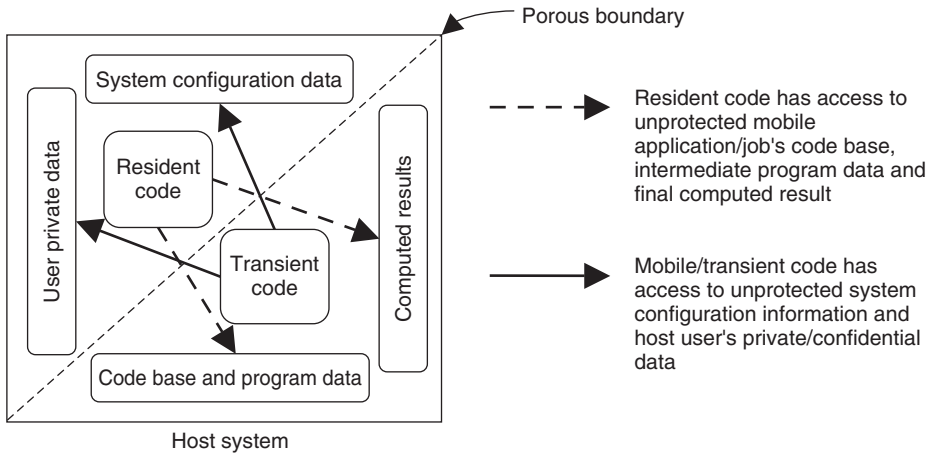 Porous boundary
System configuration data
User private data
Resident
code
Transient
code
Computed results
Code base and program data
Host system
Resident code has access to
unprotected mobile
application/job's code base,
intermediate program data and
final computed result
Mobile/transient code has
access to unprotected system
configuration information and
host user's private/confidential
data